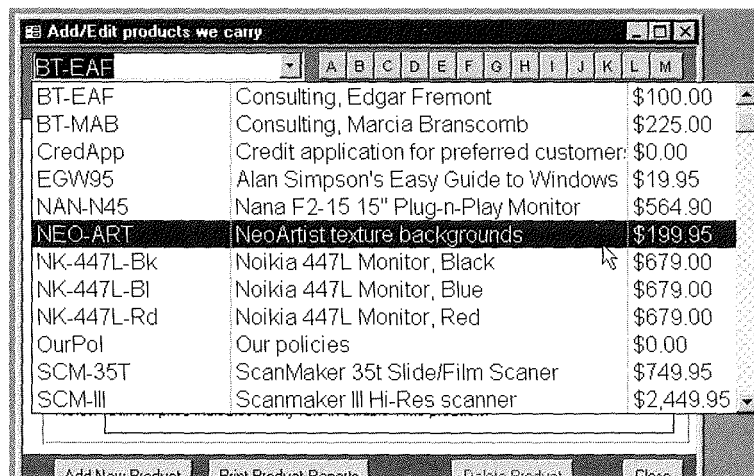 Add/Edit products we carry
BT-EAF A B C D E F G H I J K L M
BT-EAF Consulting, Edgar Fremont $100.00
BT-MAB Consulting, Marcia Branscomb $225.00
CredApp Credit application for preferred customer $0.00
EGW95 Alan Simpson's Easy Guide to Windows $19.95
NAN-N45 Nana F2-15 15" Plug-n-Play Monitor $564.90
NEO-ART NeoArtist texture backgrounds $199.95
NK-447L-Bk Noikia 447L Monitor, Black $679.00
NK-447L-Bl Noikia 447L Monitor, Blue $679.00
NK-447L-Rd Noikia 447L Monitor, Red $679.00
OurPol Our policies $0.00
SCM-35T ScanMaker 35t Slide/Film Scaner $749.95
SCM-III Scanmaker III Hi-Res scanner $2,449.95
Add New Product Print Product Reports Delete Product Close